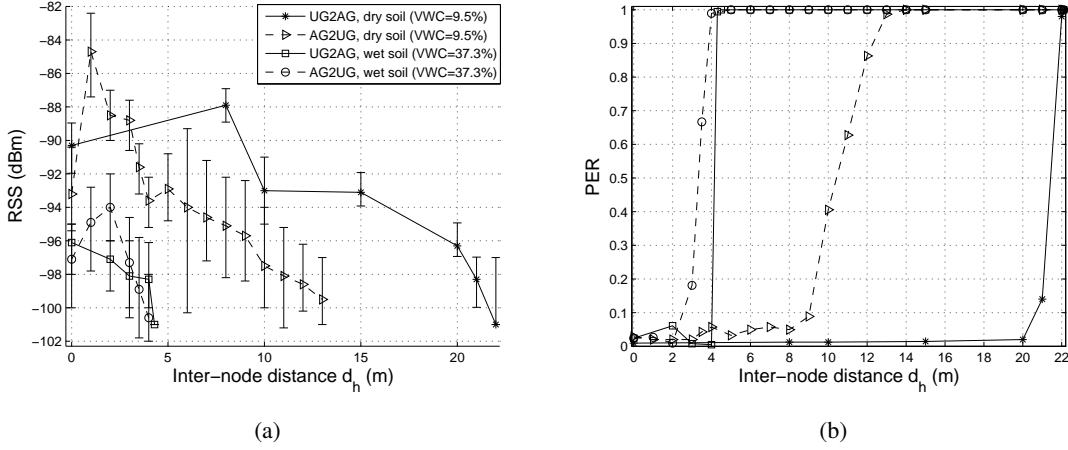 UG2AG, dry soil (VWC=9.5%)
AG2UG, dry soil (VWC=9.5%)
UG2AG, wet soil (VWC=37.3%)
AG2UG, wet soil (VWC=37.3%)
−82
−84
−86
−88
−90
−92
−94
−96
−98
−100
−102
RSS (dBm)
0 5 10 15 20
Inter−node distance d_h (m)
(a)
1
0.9
0.8
0.7
0.6
0.5
0.4
0.3
0.2
0.1
0
PER
0 2 4 6 8 10 12 14 16 18 20 22
Inter−node distance d_h (m)
(b)